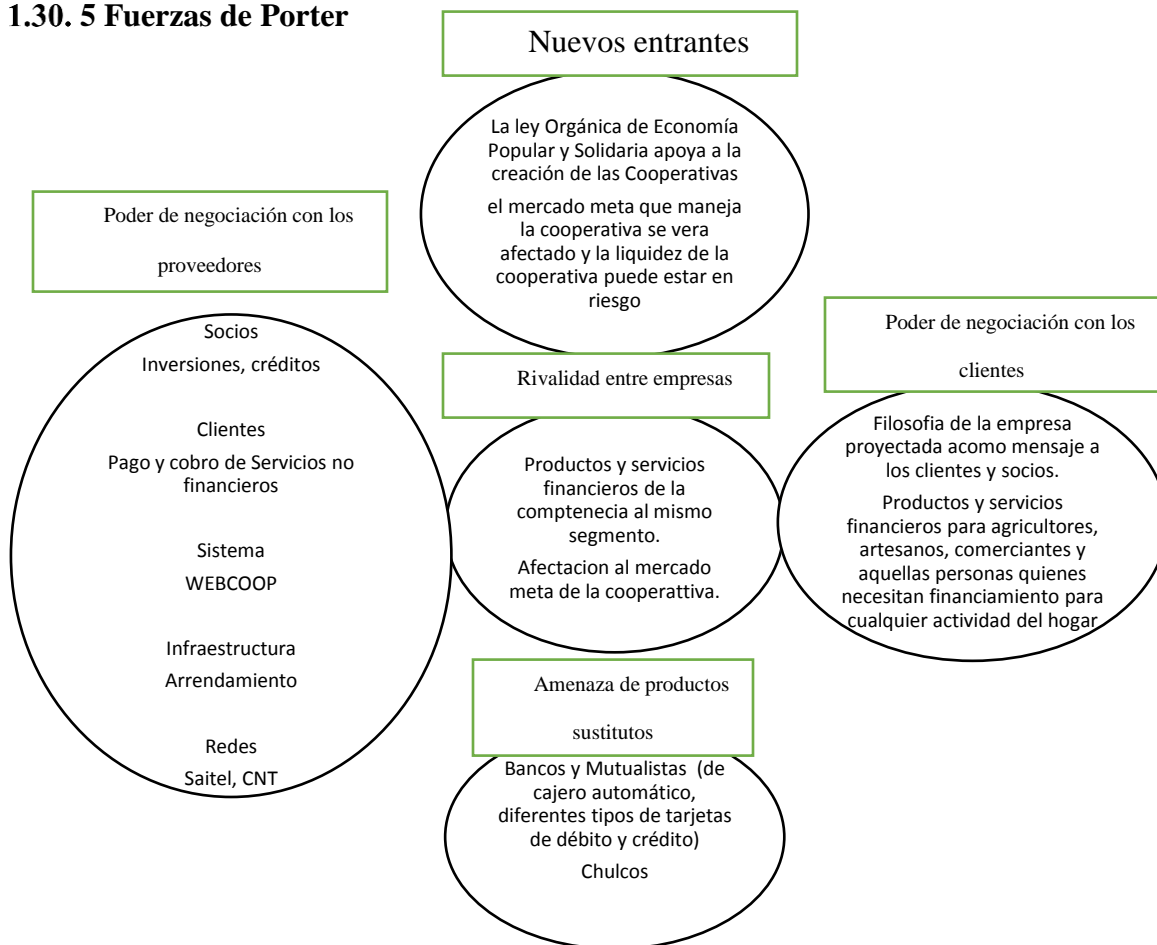 1.30. 5 Fuerzas de Porter
Nuevos entrantes
La ley Orgánica de Economía
Popular y Solidaria apoya a la
creación de las Cooperativas
el mercado meta que maneja
la cooperativa se vera
afectado y la liquidez de la
cooperativa puede estar en
riesgo
Poder de negociación con los
proveedores
Socios
Inversiones, créditos
Clientes
Pago y cobro de Servicios no
financieros
Sistema
WEBCOOP
Infraestructura
Arrendamiento
Redes
Saitel, CNT
Rivalidad entre empresas
Productos y servicios
financieros de la
comptenecia al mismo
segmento.
Afectacion al mercado
meta de la cooperattiva.
Poder de negociación con los
clientes
Filosofia de la empresa
proyectada acomo mensaje a
los clientes y socios.
Productos y servicios
financieros para agricultores,
artesanos, comerciantes y
aquellas personas quienes
necesitan financiamiento para
cualquier actividad del hogar
Amenaza de productos
sustitutos
Bancos y Mutualistas (de
cajero automático,
diferentes tipos de tarjetas
de débito y crédito)
Chulcos